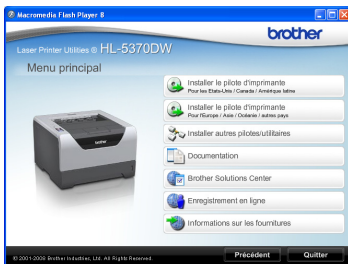 Macromedia Flash Player 8
brother
Laser Printer Utilities ® HL-5370DW
Menu principal
Installer le pilote d'imprimante
Pour les Etats-Unis / Canada / Amérique latine
Installer le pilote d'imprimante
Pour l'Europe / Asie / Océanie / autres pays
Installer autres pilotes/utilitaires
Documentation
Brother Solutions Center
Enregistrement en ligne
Informations sur les fournitures
brother
© 2001-2008 Brother Industries, Ltd. All Rights Reserved.
Précédent
Quitter